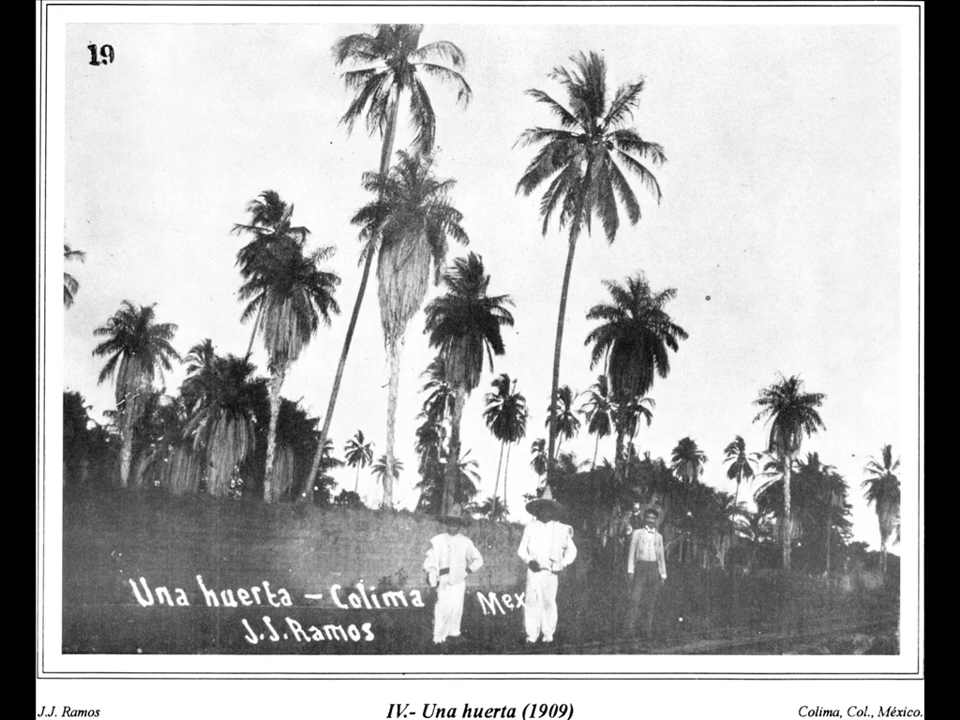 19
Una huerta - Colima Mex
J.J. Ramos
J.J. Ramos
IV.- Una huerta (1909)
Colima, Col., México.